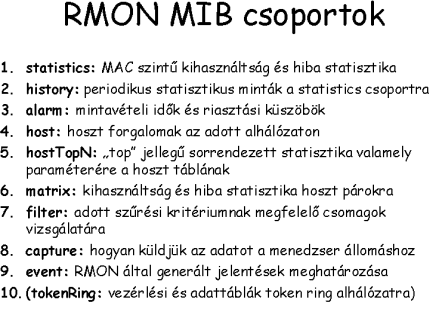 RMON MIB csoportok
1. statistics: MAC szintű kihasználtság és hiba statisztika
2. history: periodikus statisztikus minták a statistics csoportra
3. alarm: mintavételi idők és riasztási küszöbök
4. host: hoszt forgalomak az adott alhálózaton
5. hostTopN: „top” jellegű sorrendezett statisztika valamely
paraméterére a hoszt táblának
6. matrix: kihasználtság és hiba statisztika hoszt párokra
7. filter: adott szűrési kritériumnak megfelelő csomagok
vizsgálatára
8. capture: hogyan küldjük az adatot a menedzser állomáshoz
9. event: RMON által generált jelentések meghatározása
10. (tokenRing: vezérlési és adattáblák token ring alhálózatra)